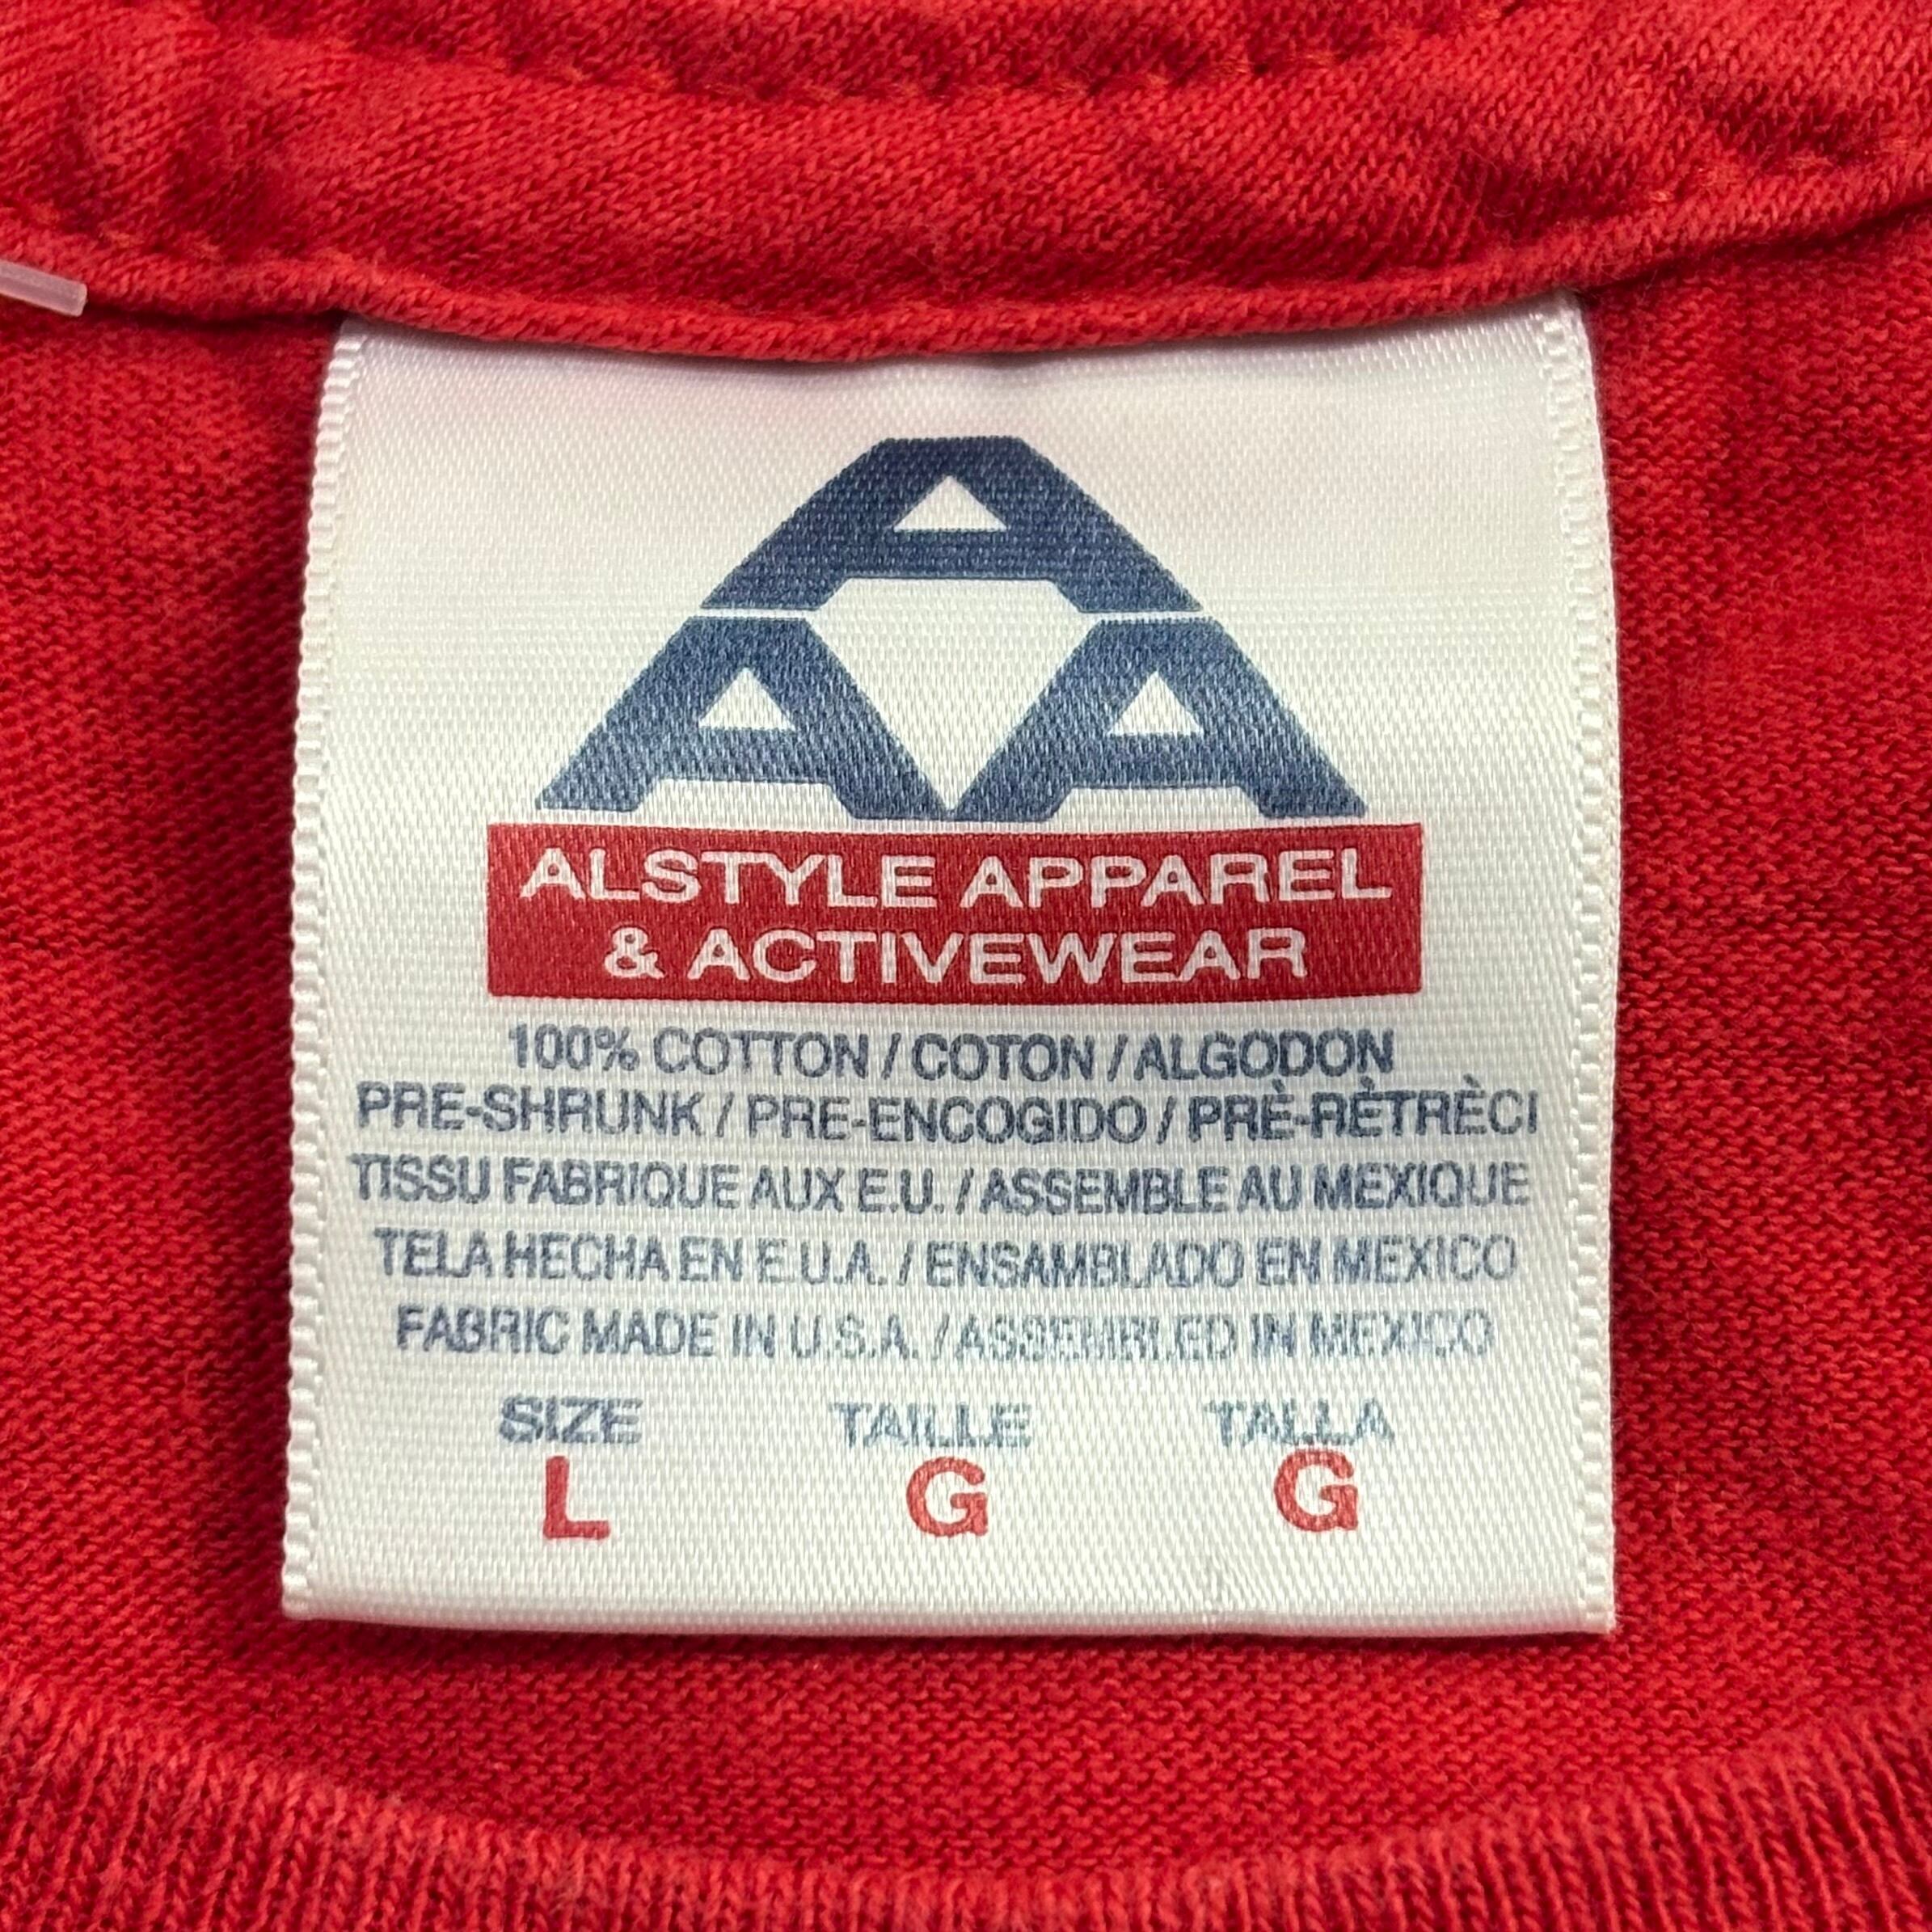 A
AA
ALSTYLE APPAREL
& ACTIVEWEAR
100% COTTON / COTON / ALGODON
PRE-SHRUNK / PRE-ENCOGIDO / PRÈ-RÈTRÈCI
TISSU FABRIQUE AUX E.U. / ASSEMBLE AU MEXIQUE
TELA HECHA EN E.U.A. / ENSAMBLADO EN MEXICO
FABRIC MADE IN U.S.A. / ASSEMBLED IN MEXICO
SIZE TAILLE TALLA
L G G